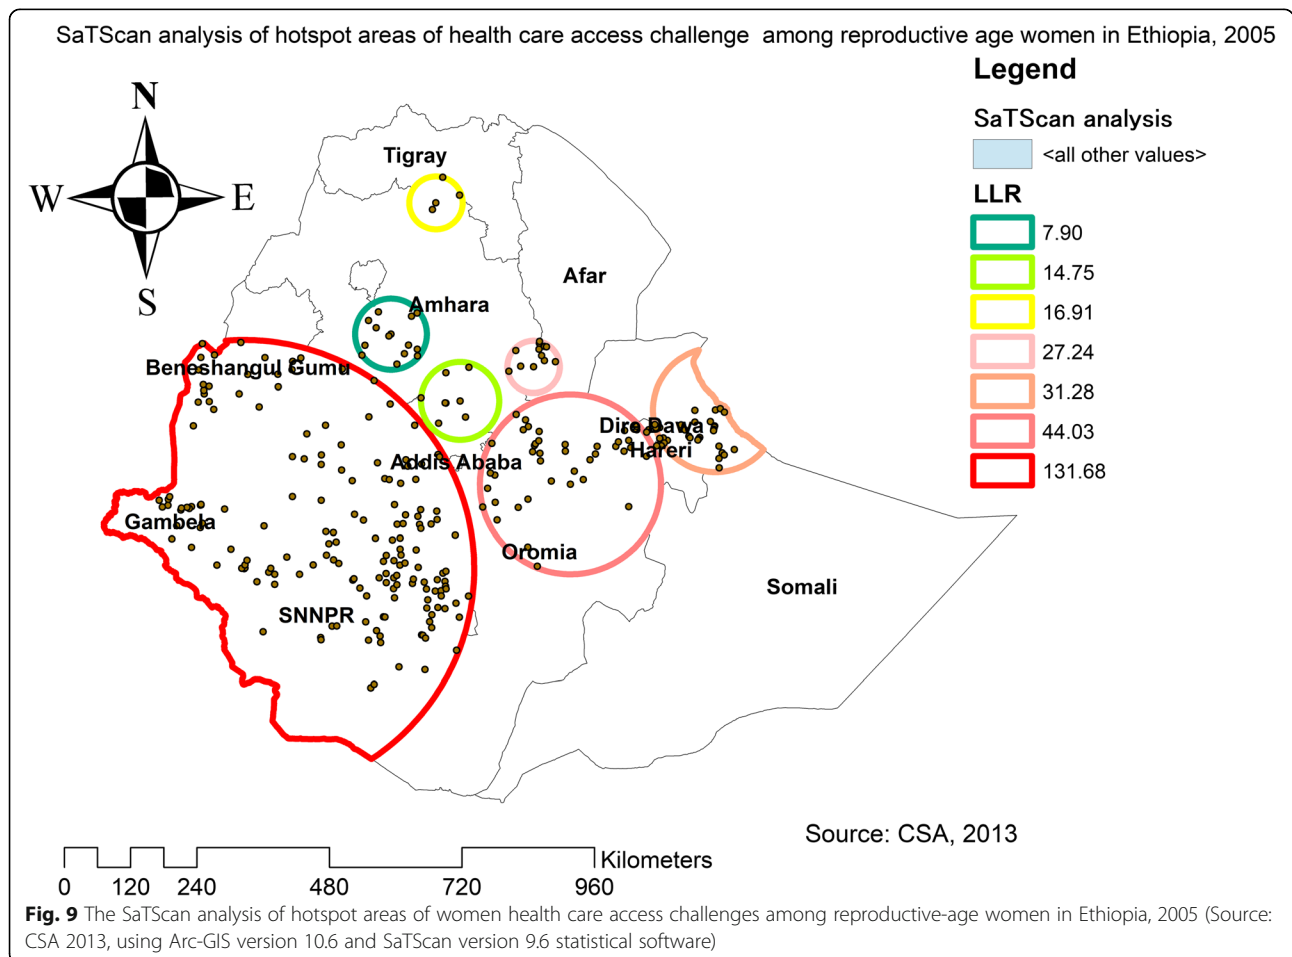 SaTScan analysis of hotspot areas of health care access challenge  among reproductive age women in Ethiopia, 2005
Legend
SaTScan analysis
<all other values>
LLR
7.90
14.75
16.91
27.24
31.28
44.03
131.68
N
W
E
S
Tigray
Afar
Amhara
Beneshangul Gumu
Dire Dawa
Hareri
Addis Ababa
Gambela
Oromia
Somali
SNNPR
Source: CSA, 2013
Kilometers
0 120 240 480 720 960
Fig. 9 The SaTScan analysis of hotspot areas of women health care access challenges among reproductive-age women in Ethiopia, 2005 (Source:
CSA 2013, using Arc-GIS version 10.6 and SaTScan version 9.6 statistical software)